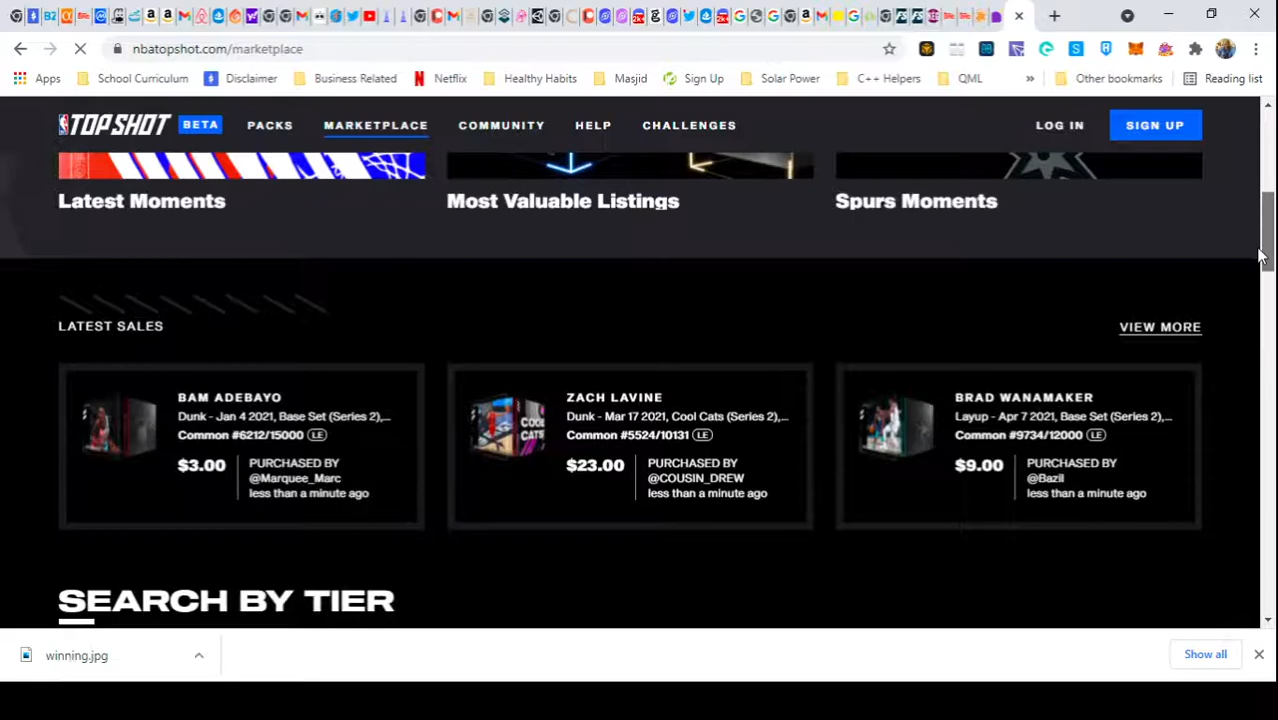 nbatopshot.com/marketplace
Apps School Curriculum Disclaimer Business Related Netflix Healthy Habits Masjid Sign Up Solar Power C++ Helpers QML » Other bookmarks Reading list
TOP SHOT BETA PACKS MARKETPLACE COMMUNITY HELP CHALLENGES LOG IN SIGN UP
Latest Moments Most Valuable Listings Spurs Moments
LATEST SALES VIEW MORE
BAM ADEBAYO
Dunk - Jan 4 2021, Base Set (Series 2),...
Common #6212/15000 LE
$3.00
PURCHASED BY
@Marquee_Marc
less than a minute ago
ZACH LAVINE
Dunk - Mar 17 2021, Cool Cats (Series 2),...
Common #5524/10131 LE
$23.00
PURCHASED BY
@COUSIN_DREW
less than a minute ago
BRAD WANAMAKER
Layup - Apr 7 2021, Base Set (Series 2),...
Common #9734/12000 LE
$9.00
PURCHASED BY
@Bazil
less than a minute ago
SEARCH BY TIER
winning.jpg Show all